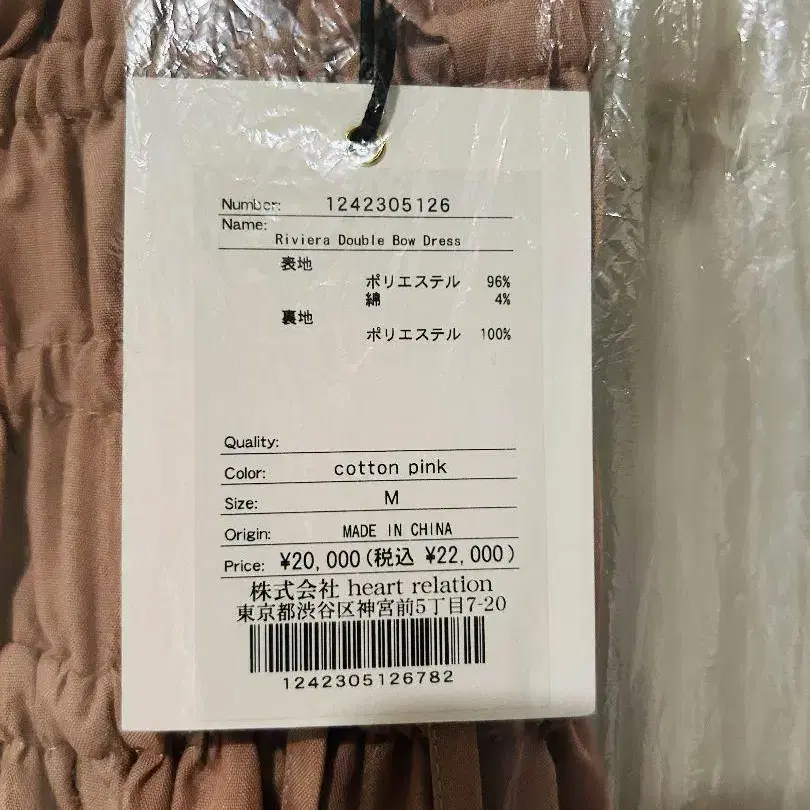 Number: 1242305126
Name:
Riviera Double Bow Dress
表地
ポリエステル 96%
綿 4%
裏地
ポリエステル 100%
Quality:
Color: cotton pink
Size: M
Origin: MADE IN CHINA
Price: ¥20,000(税込 ¥22,000)
株式会社 heart relation
東京都渋谷区神宮前5丁目7-20
1242305126782